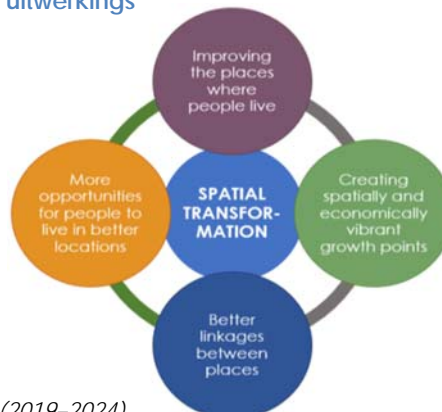 uitwerkings
Improving
the places
where
people live
More
opportunities
for people to
live in better
locations
SPATIAL
TRANSFOR-
MATION
Creating
spatially and
economically
vibrant
growth points
Better
linkages
between
places
(2019–2024)